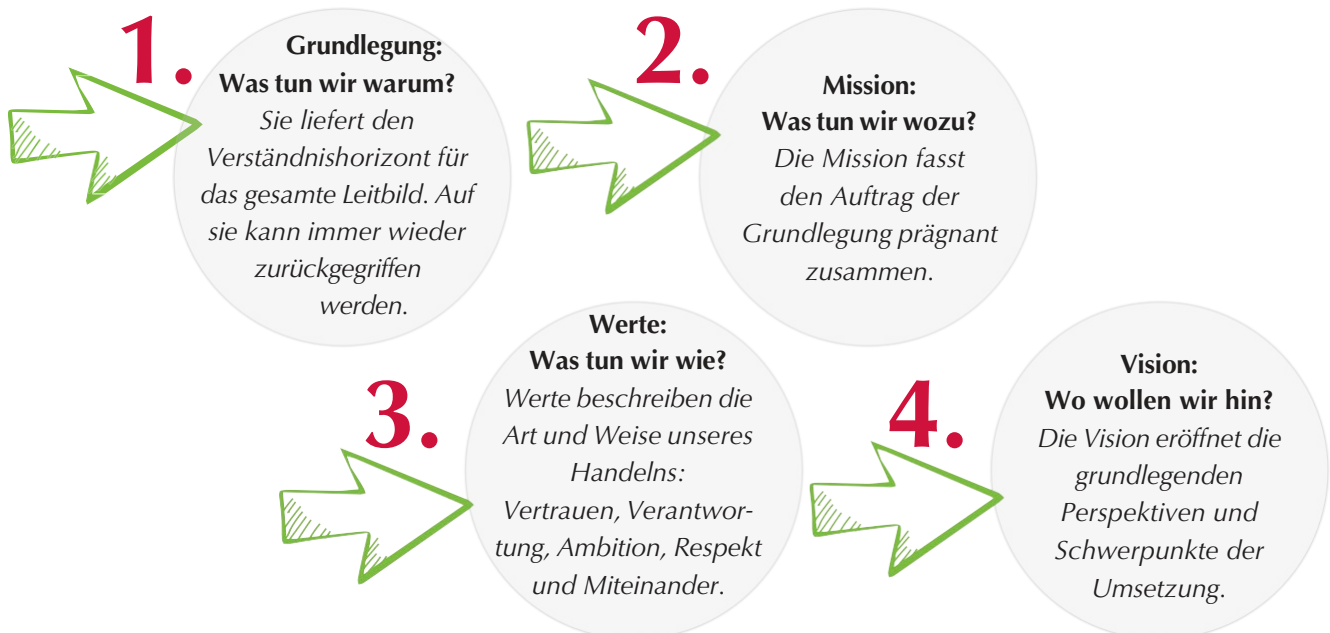 1.
Grundlegung:
Was tun wir warum?
Sie liefert den
Verständnishorizont für
das gesamte Leitbild. Auf
sie kann immer wieder
zurückgegriffen
werden.
2.
Mission:
Was tun wir wozu?
Die Mission fasst
den Auftrag der
Grundlegung prägnant
zusammen.
3.
Werte:
Was tun wir wie?
Werte beschreiben die
Art und Weise unseres
Handelns:
Vertrauen, Verantwor-
tung, Ambition, Respekt
und Miteinander.
4.
Vision:
Wo wollen wir hin?
Die Vision eröffnet die
grundlegenden
Perspektiven und
Schwerpunkte der
Umsetzung.